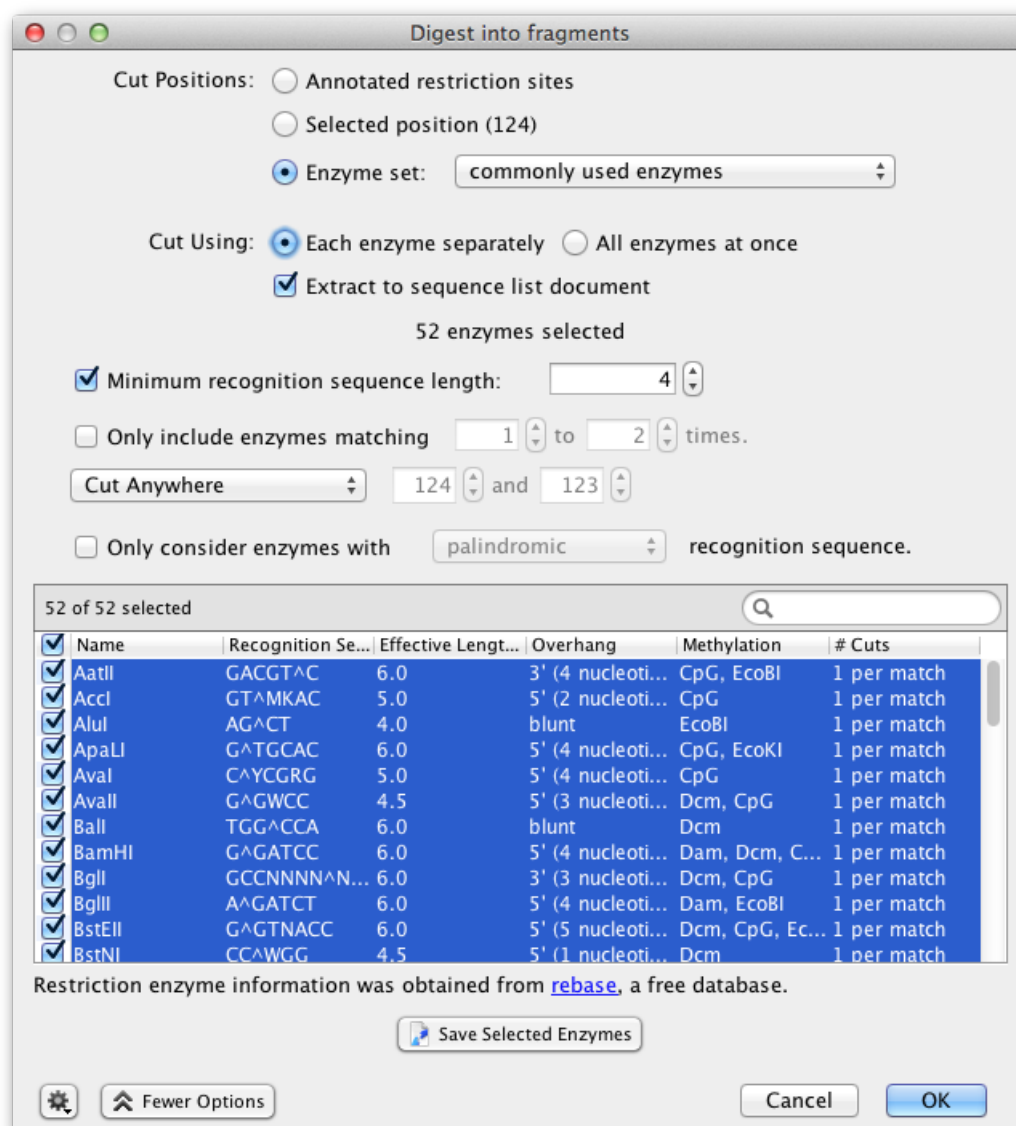 Digest into fragments
Cut Positions: Annotated restriction sites
Selected position (124)
Enzyme set: commonly used enzymes
Cut Using: Each enzyme separately All enzymes at once
Extract to sequence list document
52 enzymes selected
Minimum recognition sequence length: 4
Only include enzymes matching 1 to 2 times.
Cut Anywhere 124 and 123
Only consider enzymes with palindromic recognition sequence.
52 of 52 selected
Name Recognition Se... Effective Lengt... Overhang Methylation # Cuts
AatII GACGT^C 6.0 3' (4 nucleoti... CpG, EcoBI 1 per match
AccI GT^MKAC 5.0 5' (2 nucleoti... CpG 1 per match
AluI AG^CT 4.0 blunt EcoBI 1 per match
ApaLI G^TGCAC 6.0 5' (4 nucleoti... CpG, EcoKI 1 per match
AvaI C^YCGRG 5.0 5' (4 nucleoti... CpG 1 per match
AvaII G^GWCC 4.5 5' (3 nucleoti... Dcm, CpG 1 per match
BalI TGG^CCA 6.0 blunt Dcm 1 per match
BamHI G^GATCC 6.0 5' (4 nucleoti... Dam, Dcm, C... 1 per match
BglI GCCNNNN^N... 6.0 3' (3 nucleoti... Dcm, CpG 1 per match
BglII A^GATCT 6.0 5' (4 nucleoti... Dam, EcoBI 1 per match
BstEII G^GTNACC 6.0 5' (5 nucleoti... Dcm, CpG, Ec... 1 per match
BstNI CC^WGG 4.5 5' (1 nucleoti... Dcm 1 per match
Restriction enzyme information was obtained from rebase, a free database.
Save Selected Enzymes
Fewer Options Cancel OK